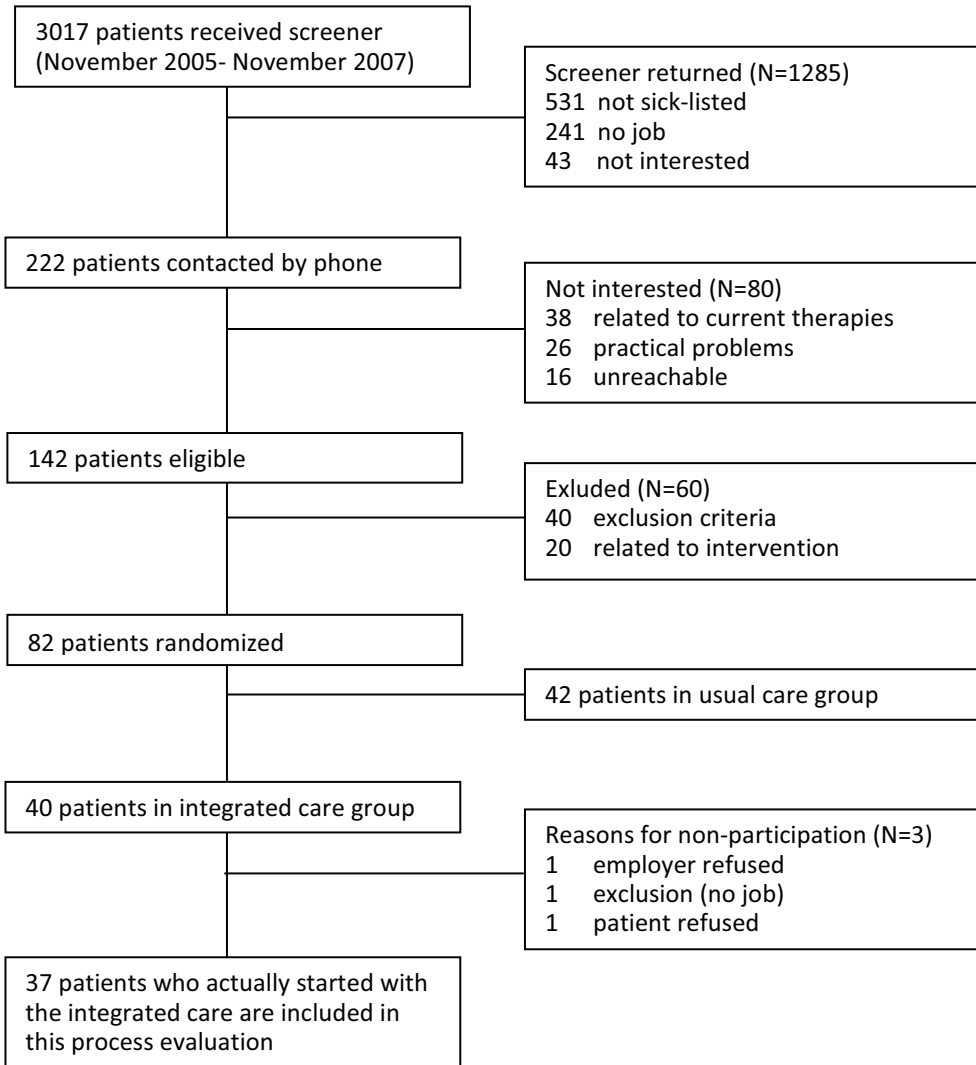 3017 patients received screener
(November 2005- November 2007)
Screener returned (N=1285)
531 not sick-listed
241 no job
43 not interested
222 patients contacted by phone
Not interested (N=80)
38 related to current therapies
26 practical problems
16 unreachable
142 patients eligible
Exluded (N=60)
40 exclusion criteria
20 related to intervention
82 patients randomized
42 patients in usual care group
40 patients in integrated care group
Reasons for non-participation (N=3)
1 employer refused
1 exclusion (no job)
1 patient refused
37 patients who actually started with
the integrated care are included in
this process evaluation